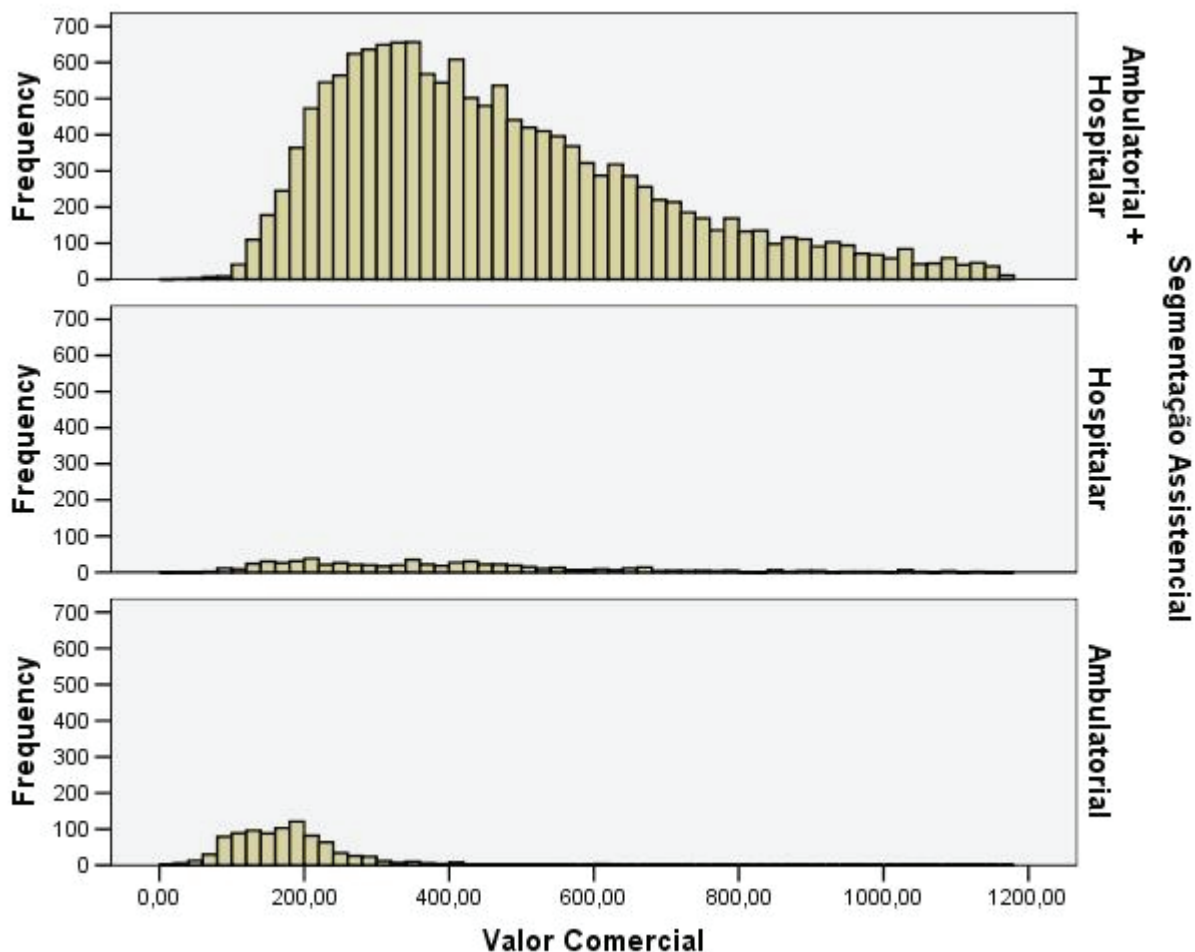 700
600
500
400
300
200
100
0
Frequency
Ambulatorial +
Hospitalar
700
600
500
400
300
200
100
0
Frequency
Hospitalar
700
600
500
400
300
200
100
0
Frequency
Ambulatorial
Segmentação Assistencial
0,00 200,00 400,00 600,00 800,00 1000,00 1200,00
Valor Comercial